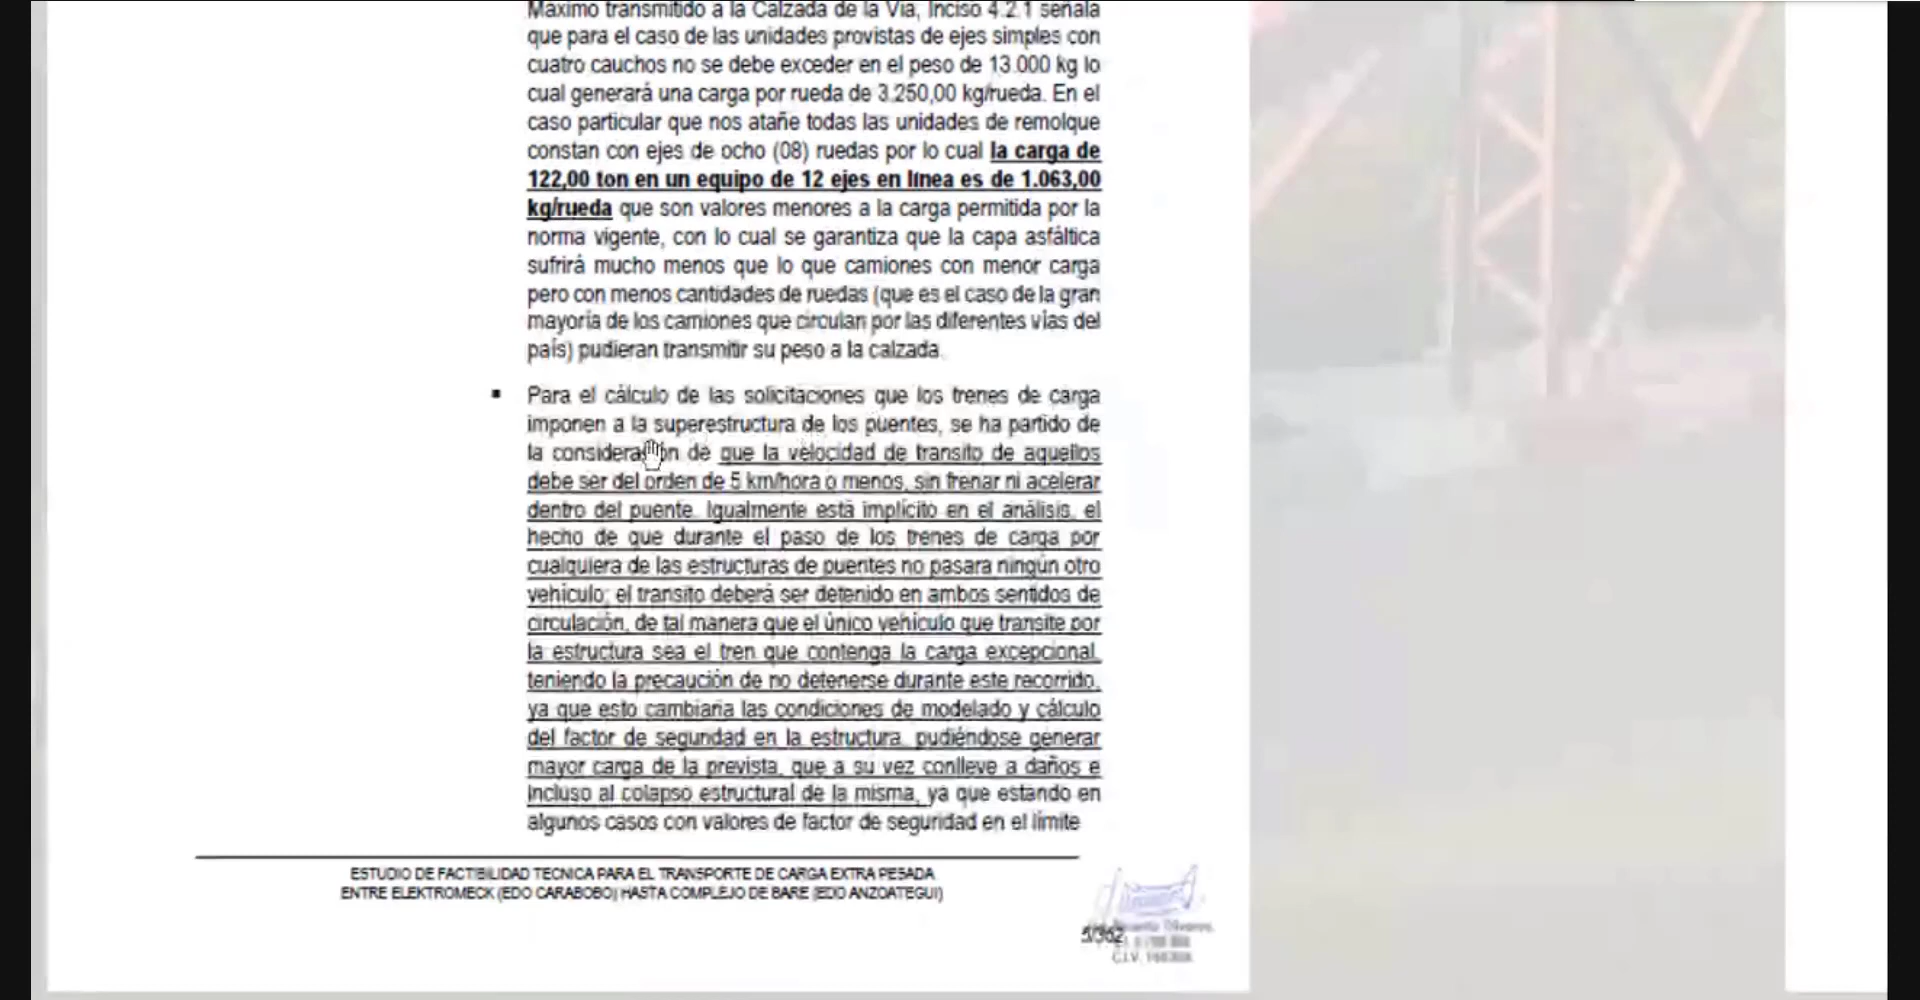 Máximo transmitido a la Calzada de la Vía, Inciso 4.2.1 señala
que para el caso de las unidades provistas de ejes simples con
cuatro cauchos no se debe exceder en el peso de 13.000 kg lo
cual generará una carga por rueda de 3.250,00 kg/rueda. En el
caso particular que nos atañe todas las unidades de remolque
constan con ejes de ocho (08) ruedas por lo cual la carga de
122,00 ton en un equipo de 12 ejes en línea es de 1.063,00
kg/rueda que son valores menores a la carga permitida por la
norma vigente, con lo cual se garantiza que la capa asfáltica
sufrirá mucho menos que lo que camiones con menor carga
pero con menos cantidades de ruedas (que es el caso de la gran
mayoría de los camiones que circulan por las diferentes vías del
país) pudieran transmitir su peso a la calzada.
▪ Para el cálculo de las solicitaciones que los trenes de carga
imponen a la superestructura de los puentes, se ha partido de
la consideración de que la velocidad de transito de aquellos
debe ser del orden de 5 km/hora o menos, sin frenar ni acelerar
dentro del puente. Igualmente está implícito en el análisis, el
hecho de que durante el paso de los trenes de carga por
cualquiera de las estructuras de puentes no pasara ningún otro
vehículo; el transito deberá ser detenido en ambos sentidos de
circulación, de tal manera que el único vehículo que transite por
la estructura sea el tren que contenga la carga excepcional,
teniendo la precaución de no detenerse durante este recorrido,
ya que esto cambiaria las condiciones de modelado y cálculo
del factor de seguridad en la estructura, pudiéndose generar
mayor carga de la prevista, que a su vez conlleve a daños e
incluso al colapso estructural de la misma, ya que estando en
algunos casos con valores de factor de seguridad en el límite
ESTUDIO DE FACTIBILIDAD TECNICA PARA EL TRANSPORTE DE CARGA EXTRA PESADA
ENTRE ELEKTROMECK (EDO CARABOBO) HASTA COMPLEJO DE BARE (EDO ANZOATEGUI)
5/362
C.I.V.